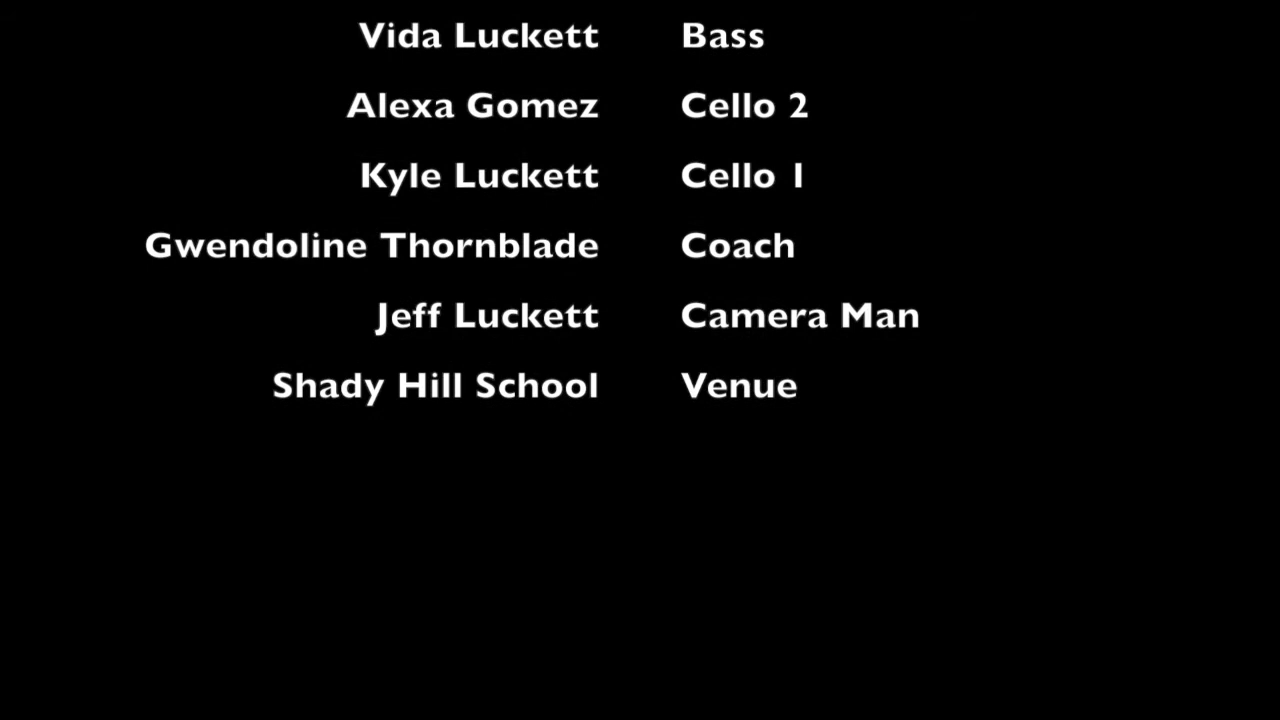 Vida Luckett Bass
Alexa Gomez Cello 2
Kyle Luckett Cello 1
Gwendoline Thornblade Coach
Jeff Luckett Camera Man
Shady Hill School Venue